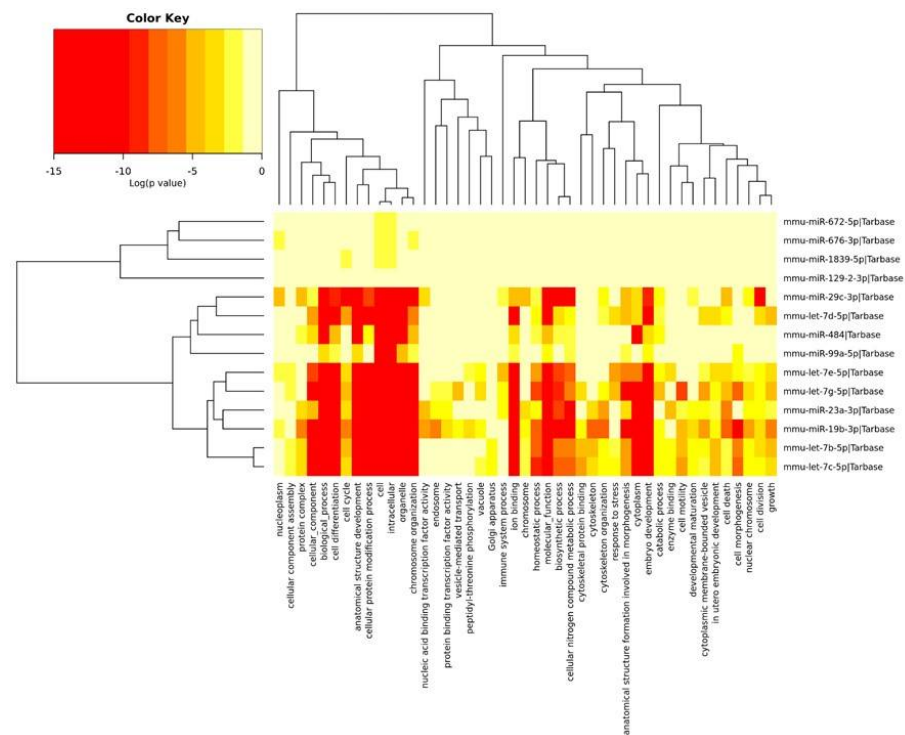 Color Key
-15
-10
-5
0
Log(p value)
mmu-miR-672-5p|Tarbase
mmu-miR-676-3p|Tarbase
mmu-miR-1839-5p|Tarbase
mmu-miR-129-2-3p|Tarbase
mmu-miR-29c-3p|Tarbase
mmu-let-7d-5p|Tarbase
mmu-miR-484|Tarbase
mmu-miR-99a-5p|Tarbase
mmu-let-7e-5p|Tarbase
mmu-let-7g-5p|Tarbase
mmu-miR-23a-3p|Tarbase
mmu-miR-19b-3p|Tarbase
mmu-let-7b-5p|Tarbase
mmu-let-7c-5p|Tarbase
nucleoplasm
cellular component assembly
protein complex
cellular_component
biological_process
cell differentiation
cell cycle
anatomical structure development
cellular protein modification process
cell
intracellular
organelle
chromosome organization
nucleic acid binding transcription factor activity
endosome
protein binding transcription factor activity
vesicle-mediated transport
peptidyl-threonine phosphorylation
vacuole
Golgi apparatus
immune system process
ion binding
chromosome
homeostatic process
molecular_function
biosynthetic process
cellular nitrogen compound metabolic process
cytoskeletal protein binding
cytoskeleton
cytoskeleton organization
response to stress
anatomical structure formation involved in morphogenesis
cytoplasm
embryo development
catabolic process
enzyme binding
cell motility
developmental maturation
cytoplasmic membrane-bounded vesicle
in utero embryonic development
cell death
cell morphogenesis
nuclear chromosome
cell division
growth